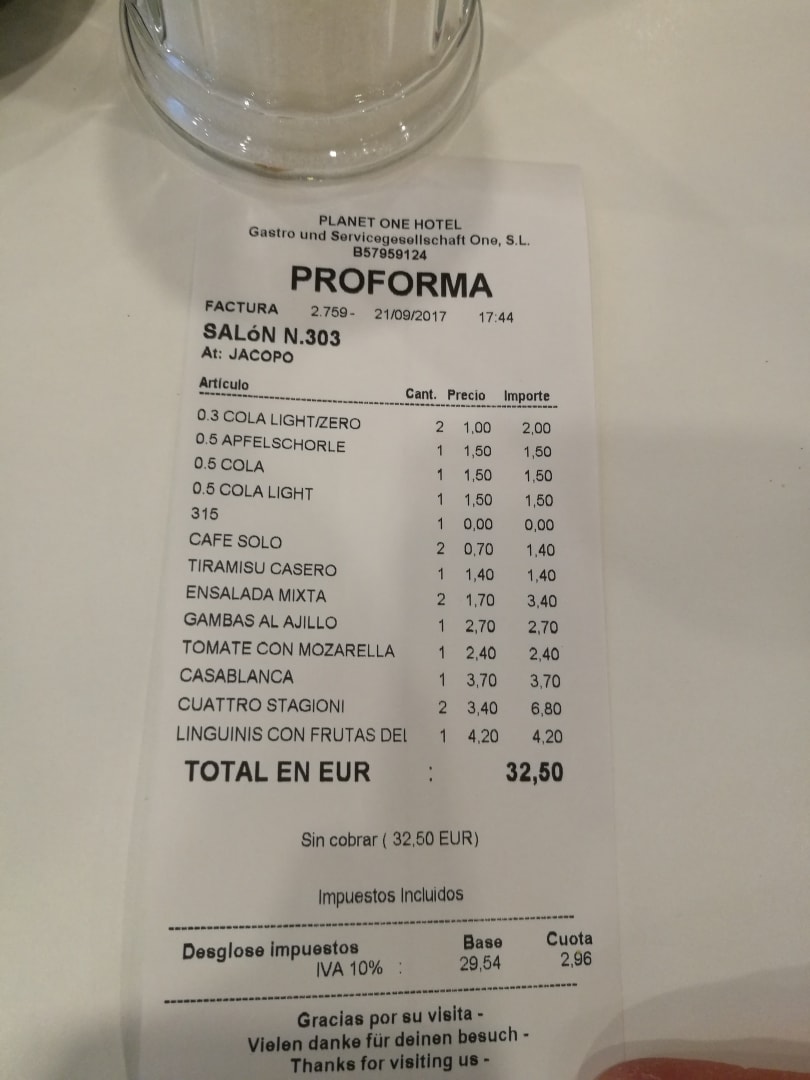 PLANET ONE HOTEL
Gastro und Servicegesellschaft One, S.L.
B57959124
PROFORMA
FACTURA 2.759- 21/09/2017 17:44
SALóN N.303
At: JACOPO
Artículo Cant. Precio Importe
0.3 COLA LIGHT/ZERO 2 1,00 2,00
0.5 APFELSCHORLE 1 1,50 1,50
0.5 COLA 1 1,50 1,50
0.5 COLA LIGHT 1 1,50 1,50
315 1 0,00 0,00
CAFE SOLO 2 0,70 1,40
TIRAMISU CASERO 1 1,40 1,40
ENSALADA MIXTA 2 1,70 3,40
GAMBAS AL AJILLO 1 2,70 2,70
TOMATE CON MOZARELLA 1 2,40 2,40
CASABLANCA 1 3,70 3,70
CUATTRO STAGIONI 2 3,40 6,80
LINGUINIS CON FRUTAS DEL 1 4,20 4,20
TOTAL EN EUR : 32,50
Sin cobrar ( 32,50 EUR)
Impuestos Incluidos
Desglose impuestos Base Cuota
IVA 10% : 29,54 2,96
Gracias por su visita -
Vielen danke für deinen besuch -
Thanks for visiting us -